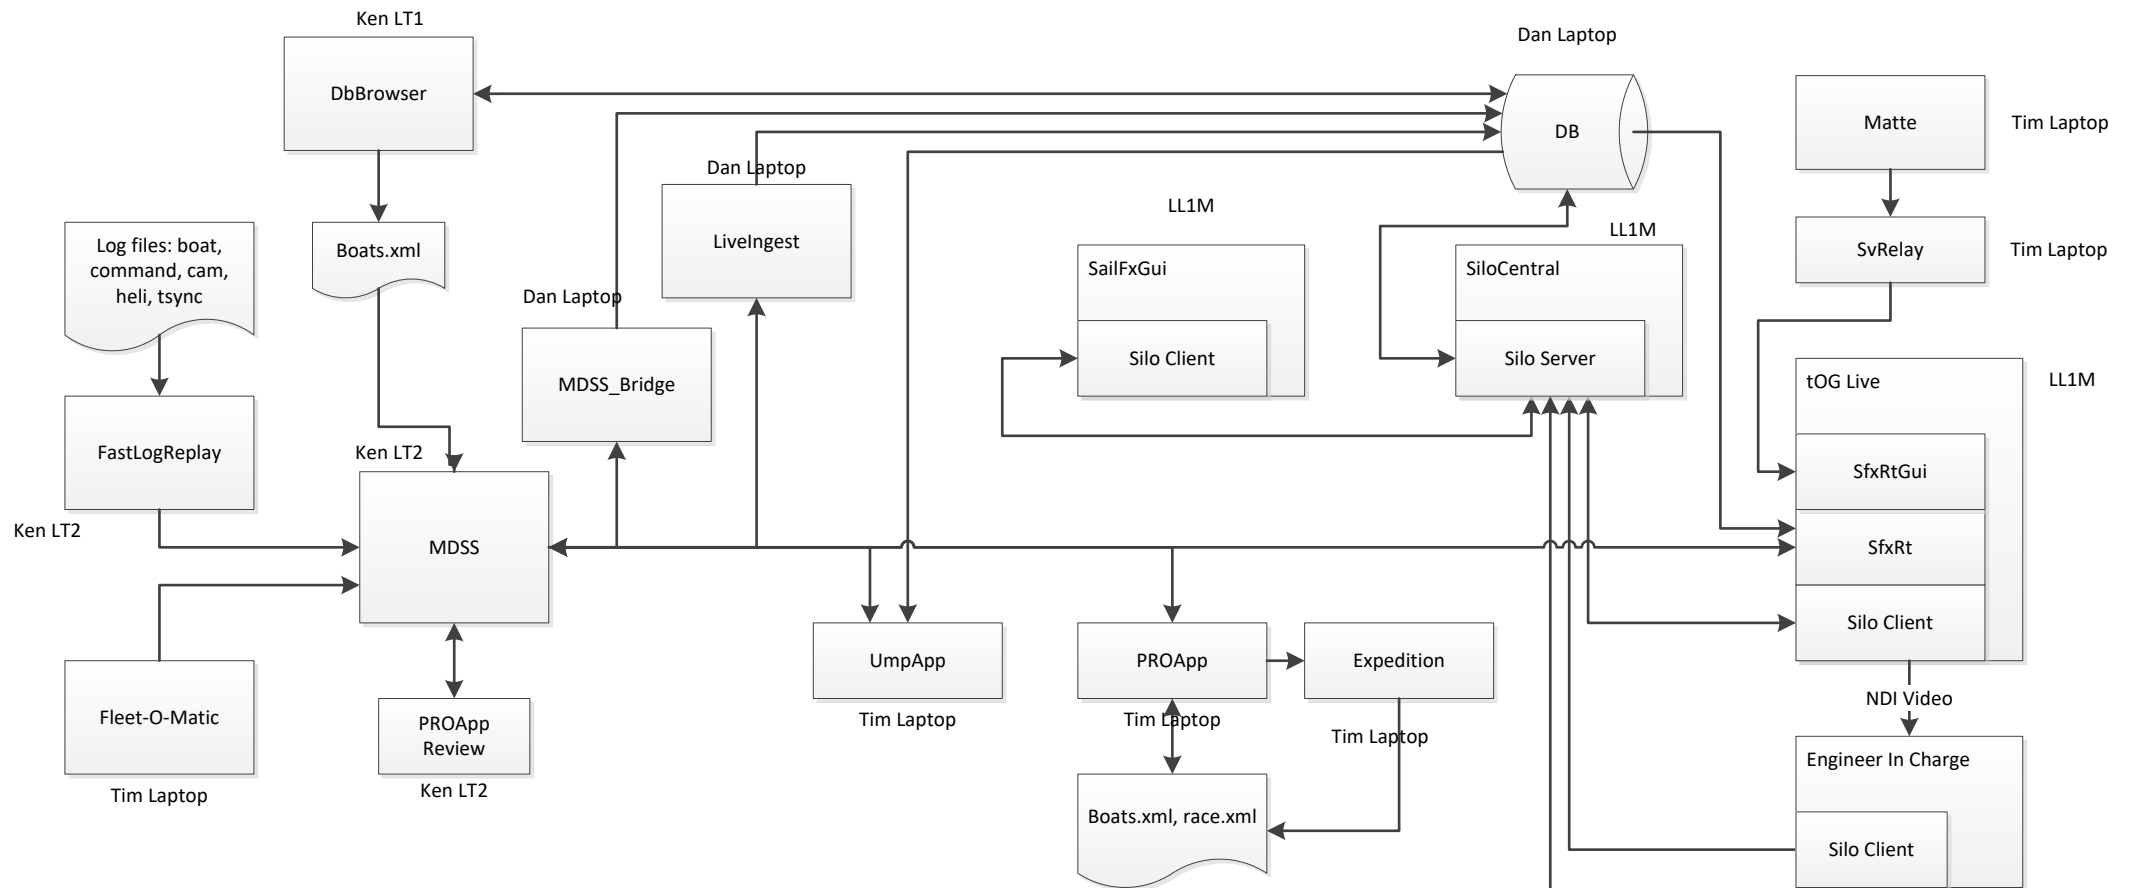 Ken LT1
Dan Laptop
DbBrowser
DB
Matte
Tim Laptop
Dan Laptop
LL1M
LiveIngest
Log files: boat,
command, cam,
heli, tsync
Boats.xml
LL1M
SvRelay
Tim Laptop
SailFxGui
SiloCentral
Dan Laptop
Silo Client
Silo Server
MDSS_Bridge
tOG Live
LL1M
FastLogReplay
Ken LT2
SfxRtGui
Ken LT2
MDSS
SfxRt
Silo Client
UmpApp
PROApp
Expedition
Fleet-O-Matic
PROApp
Review
Tim Laptop
Tim Laptop
Tim Laptop
NDI Video
Tim Laptop
Ken LT2
Engineer In Charge
Boats.xml, race.xml
Silo Client